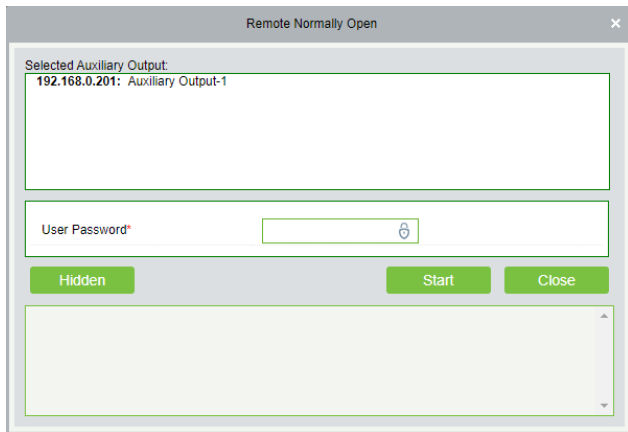 Remote Normally Open
Selected Auxiliary Output:
192.168.0.201: Auxiliary Output-1
User Password*
Hidden Start Close